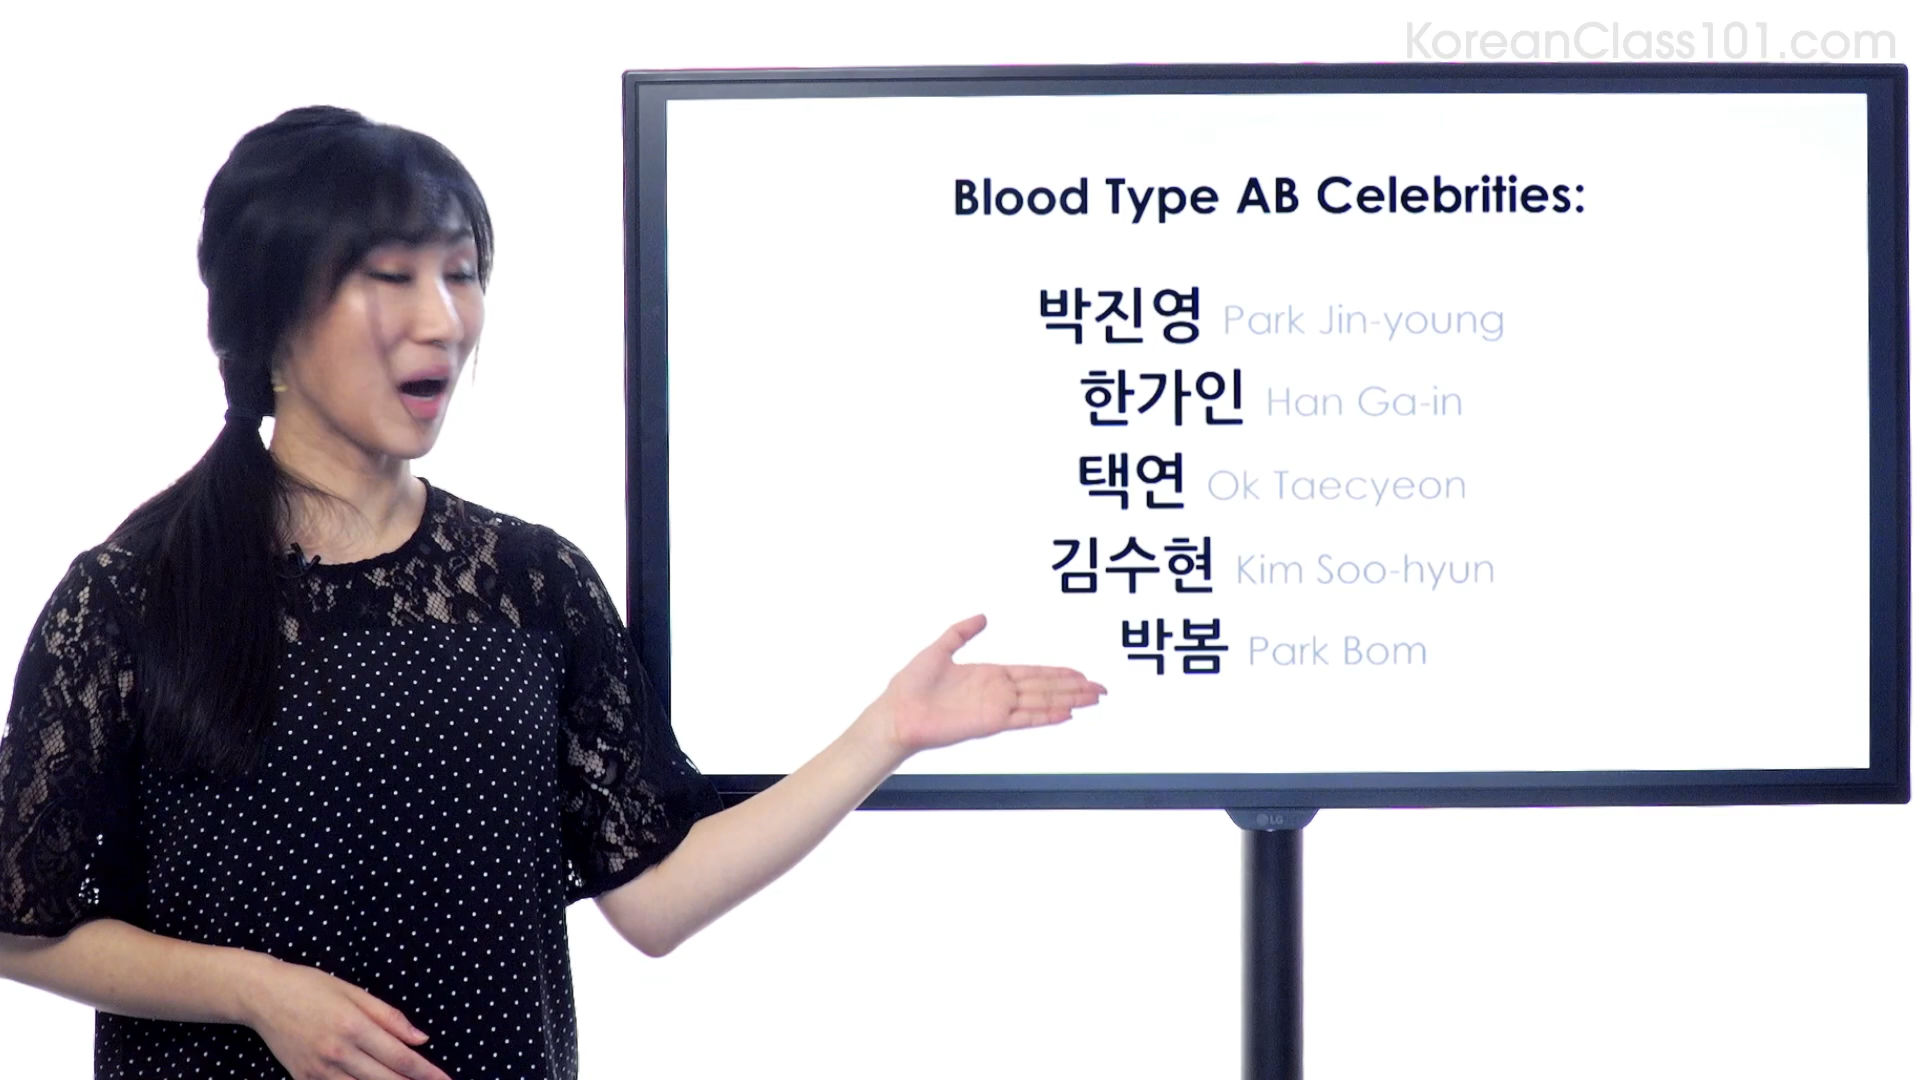 KoreanClass101.com
Blood Type AB Celebrities:
박진영 Park Jin-young
한가인 Han Ga-in
택연 Ok Taecyeon
김수현 Kim Soo-hyun
박봄 Park Bom
LG